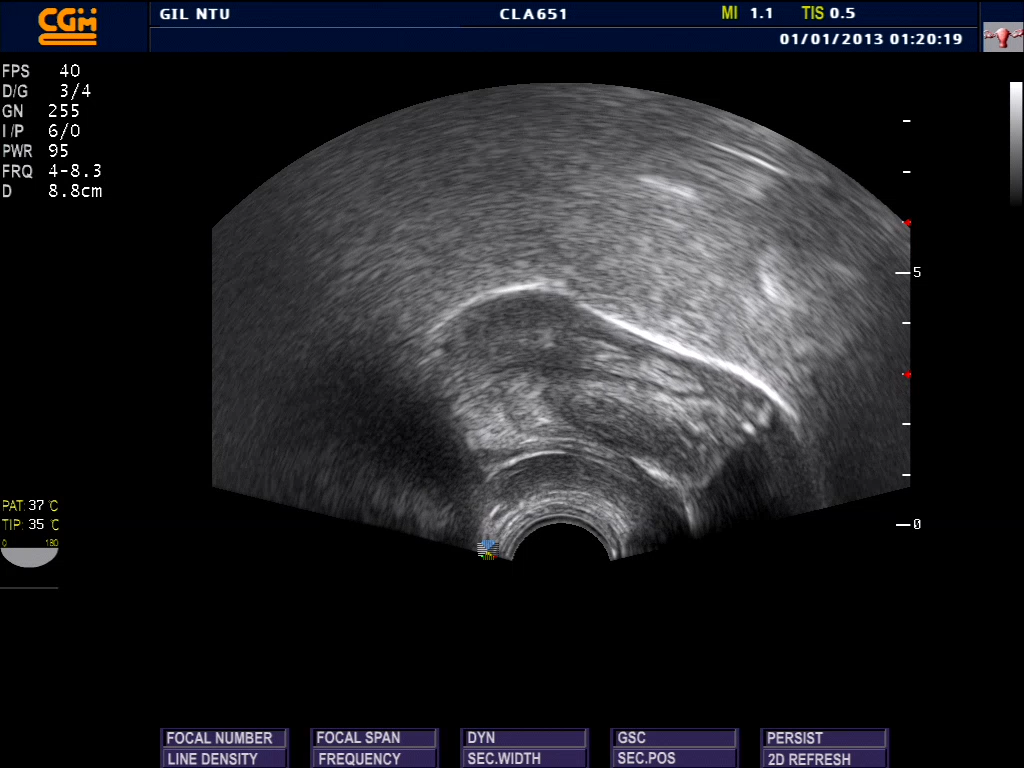 CGM
GIL NTU CLA651 MI 1.1 TIS 0.5
01/01/2013 01:20:19
FPS 40
D/G 3/4
GN 255
I/P 6/0
PWR 95
FRQ 4-8.3
D 8.8cm
5
PAT: 37 °C
TIP: 35 °C
0 180
0
FOCAL NUMBER FOCAL SPAN DYN GSC PERSIST
LINE DENSITY FREQUENCY SEC.WIDTH SEC.POS 2D REFRESH